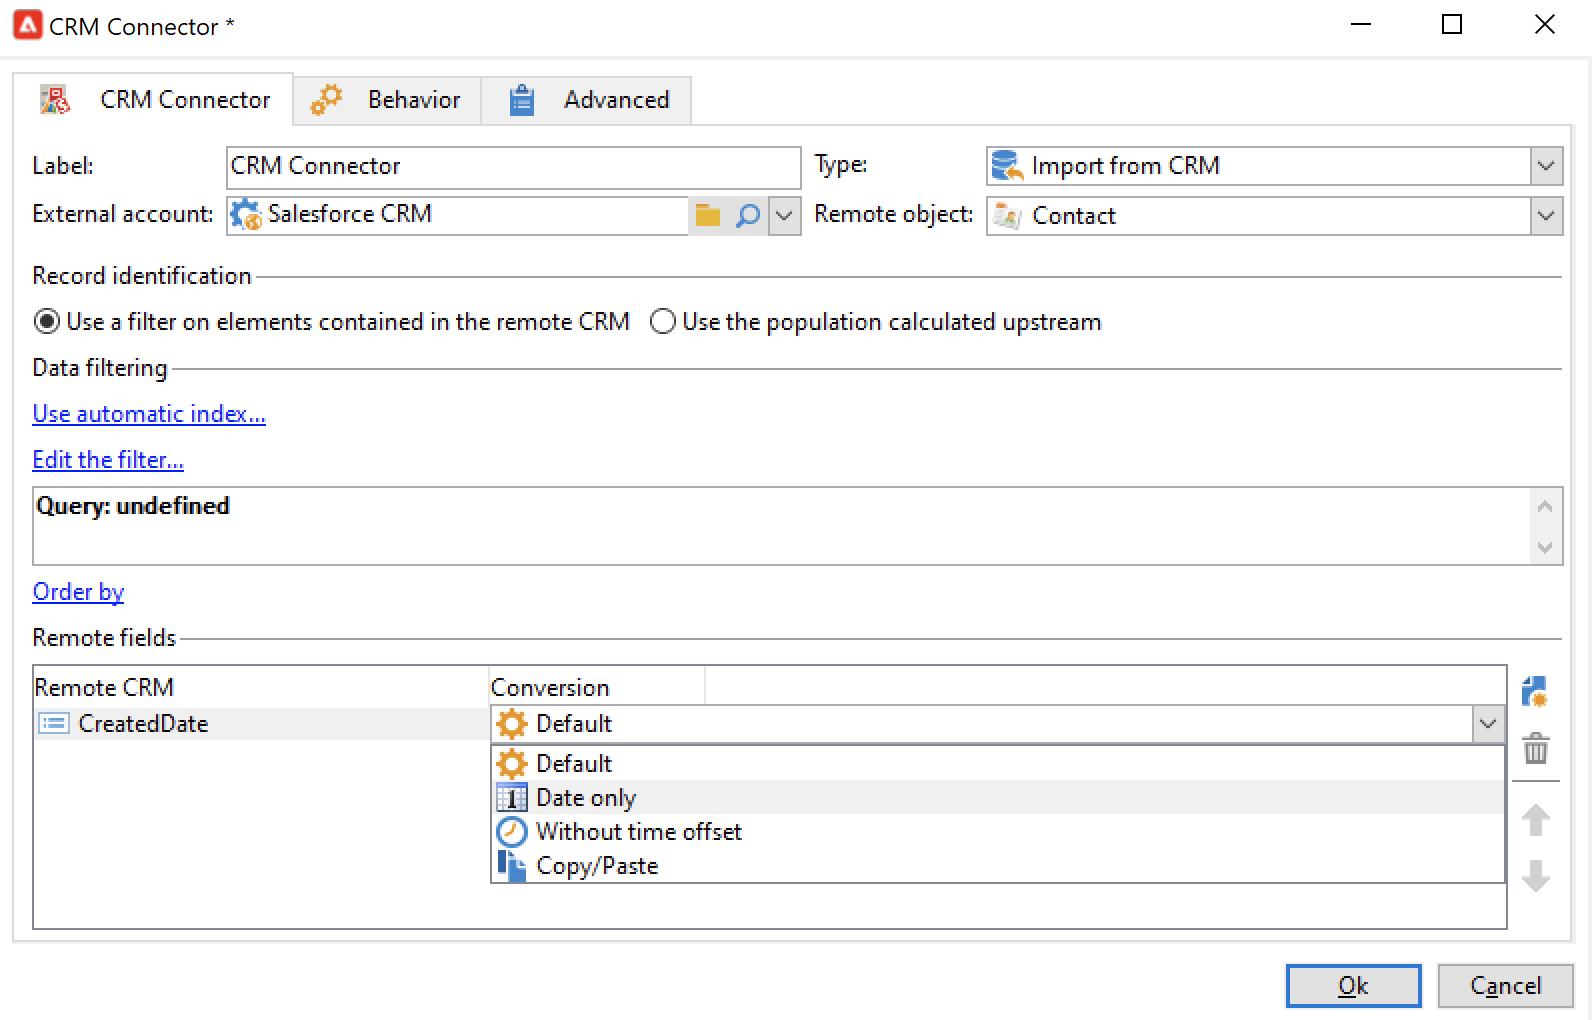 CRM Connector *
CRM Connector Behavior Advanced
Label: CRM Connector Type: Import from CRM
External account: Salesforce CRM Remote object: Contact
Record identification
Use a filter on elements contained in the remote CRM Use the population calculated upstream
Data filtering
Use automatic index...
Edit the filter...
Query: undefined
Order by
Remote fields
Remote CRM Conversion
CreatedDate Default
Default
Date only
Without time offset
Copy/Paste
Ok Cancel